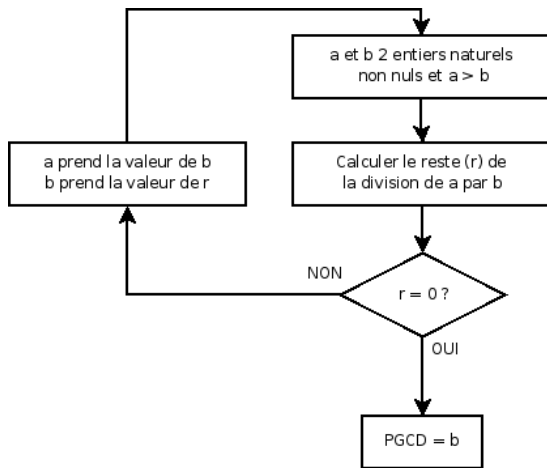 a et b 2 entiers naturels
non nuls et a > b
Calculer le reste (r) de
la division de a par b
a prend la valeur de b
b prend la valeur de r
NON
r = 0 ?
OUI
PGCD = b